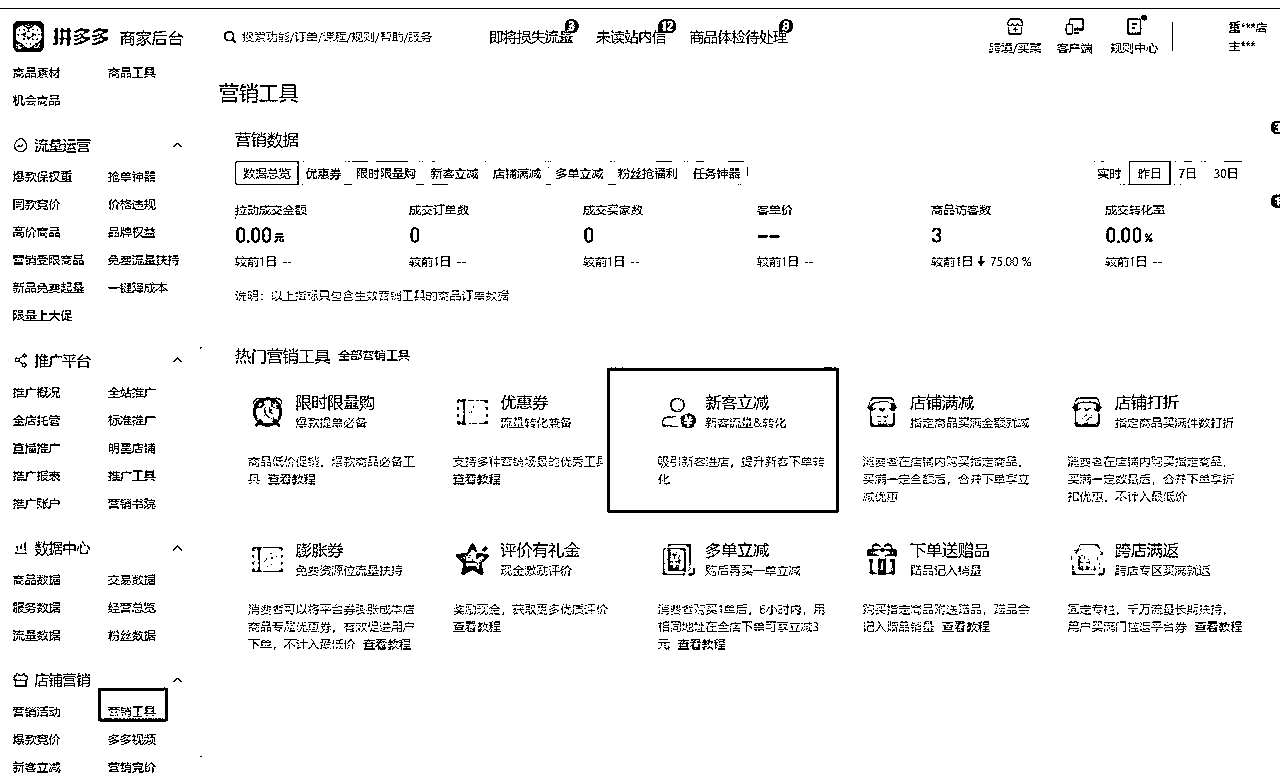 拼多多 商家后台
搜索功能/订单/课程/规则/帮助/服务
即将损失流量 3 未读站内信 12 商品体检待处理 8
跨境/买菜 客户端 规则中心
主***
商品素材 商品工具
机会商品
流量运营
爆款保权重 抢单神器
同款竞价 价格违规
高价商品 品牌权益
营销受限商品 免费流量扶持
新品免费起量 一键降成本
限量上大促
推广平台
推广概况 全站推广
全店托管 标准推广
直播推广 明星店铺
推广报表 推广工具
推广账户 营销书院
数据中心
商品数据 交易数据
服务数据 经营总览
流量数据 粉丝数据
店铺营销
营销活动 营销工具
爆款竞价 多多视频
新客立减 营销竞价
营销工具
营销数据
数据总览 优惠券 限时限量购 新客立减 店铺满减 多单立减 粉丝抢福利 任务神器
实时 昨日 7日 30日
拉动成交金额 成交订单数 成交买家数 客单价 商品访客数 成交转化率
0.00元 0 0 -- 3 0.00%
较前1日 -- 较前1日 -- 较前1日 -- 较前1日 -- 较前1日 75.00 % 较前1日 --
说明：以上指标只包含生效营销工具的商品订单数据
热门营销工具 全部营销工具
限时限量购
爆款提单必备
商品低价促销，爆款商品必备工
具 查看教程
优惠券
流量转化兼备
支持多种营销场景的优秀工具
查看教程
新客立减
新客流量&转化
吸引新客进店，提升新客下单转
化
店铺满减
指定商品买满金额就减
消费者在店铺内购买指定商品，
买满一定金额后，合并下单享立
减优惠
店铺打折
指定商品买满件数打折
消费者在店铺内购买指定商品，
买满一定数量后，合并下单享折
扣优惠，不计入最低价
膨胀券
免费资源位流量扶持
消费者可以将平台券膨胀成本店
商品专属优惠券，有效促进用户
下单，不计入最低价 查看教程
评价有礼金
现金激励评价
奖励现金，获取更多优质评价
查看教程
多单立减
购后再买一单立减
消费者购买1单后，6小时内，用
相同地址在全店下单可享立减3
元 查看教程
下单送赠品
赠品记入销量
购买指定商品附送赠品，赠品会
记入赠品销量 查看教程
跨店满返
跨店专区买满就返
固定专栏，千万流量长期扶持，
用户买满门槛返平台券 查看教程